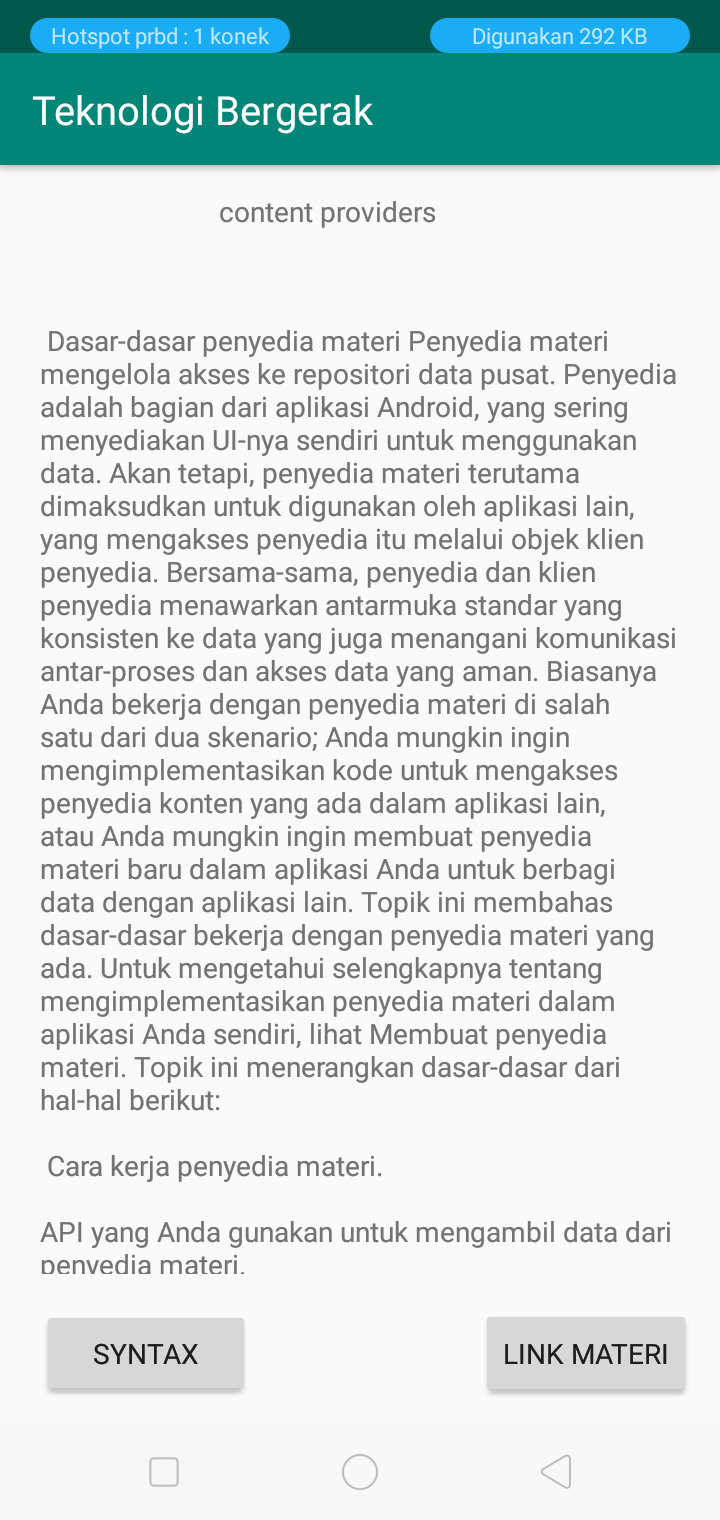 Hotspot prbd : 1 konek
Digunakan 292 KB
Teknologi Bergerak
content providers
Dasar-dasar penyedia materi Penyedia materi
mengelola akses ke repositori data pusat. Penyedia
adalah bagian dari aplikasi Android, yang sering
menyediakan UI-nya sendiri untuk menggunakan
data. Akan tetapi, penyedia materi terutama
dimaksudkan untuk digunakan oleh aplikasi lain,
yang mengakses penyedia itu melalui objek klien
penyedia. Bersama-sama, penyedia dan klien
penyedia menawarkan antarmuka standar yang
konsisten ke data yang juga menangani komunikasi
antar-proses dan akses data yang aman. Biasanya
Anda bekerja dengan penyedia materi di salah
satu dari dua skenario; Anda mungkin ingin
mengimplementasikan kode untuk mengakses
penyedia konten yang ada dalam aplikasi lain,
atau Anda mungkin ingin membuat penyedia
materi baru dalam aplikasi Anda untuk berbagi
data dengan aplikasi lain. Topik ini membahas
dasar-dasar bekerja dengan penyedia materi yang
ada. Untuk mengetahui selengkapnya tentang
mengimplementasikan penyedia materi dalam
aplikasi Anda sendiri, lihat Membuat penyedia
materi. Topik ini menerangkan dasar-dasar dari
hal-hal berikut:
Cara kerja penyedia materi.
API yang Anda gunakan untuk mengambil data dari
penyedia materi.
SYNTAX
LINK MATERI